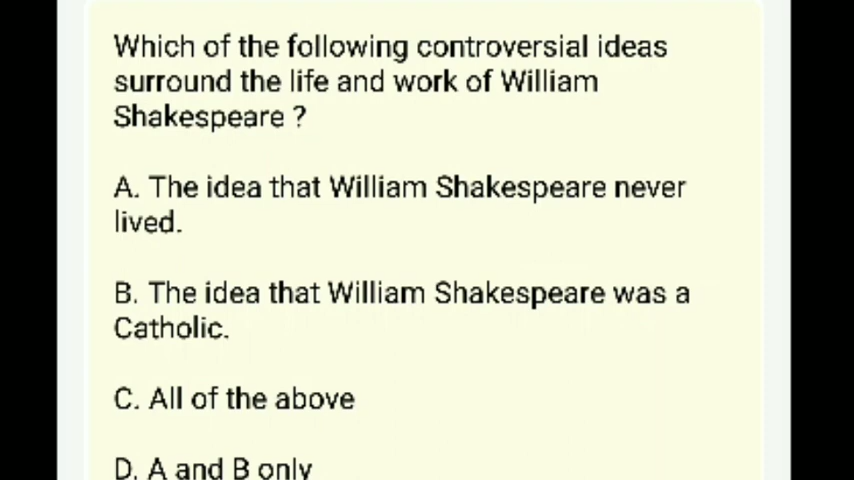 Which of the following controversial ideas
surround the life and work of William
Shakespeare ?
A. The idea that William Shakespeare never
lived.
B. The idea that William Shakespeare was a
Catholic.
C. All of the above
D. A and B only